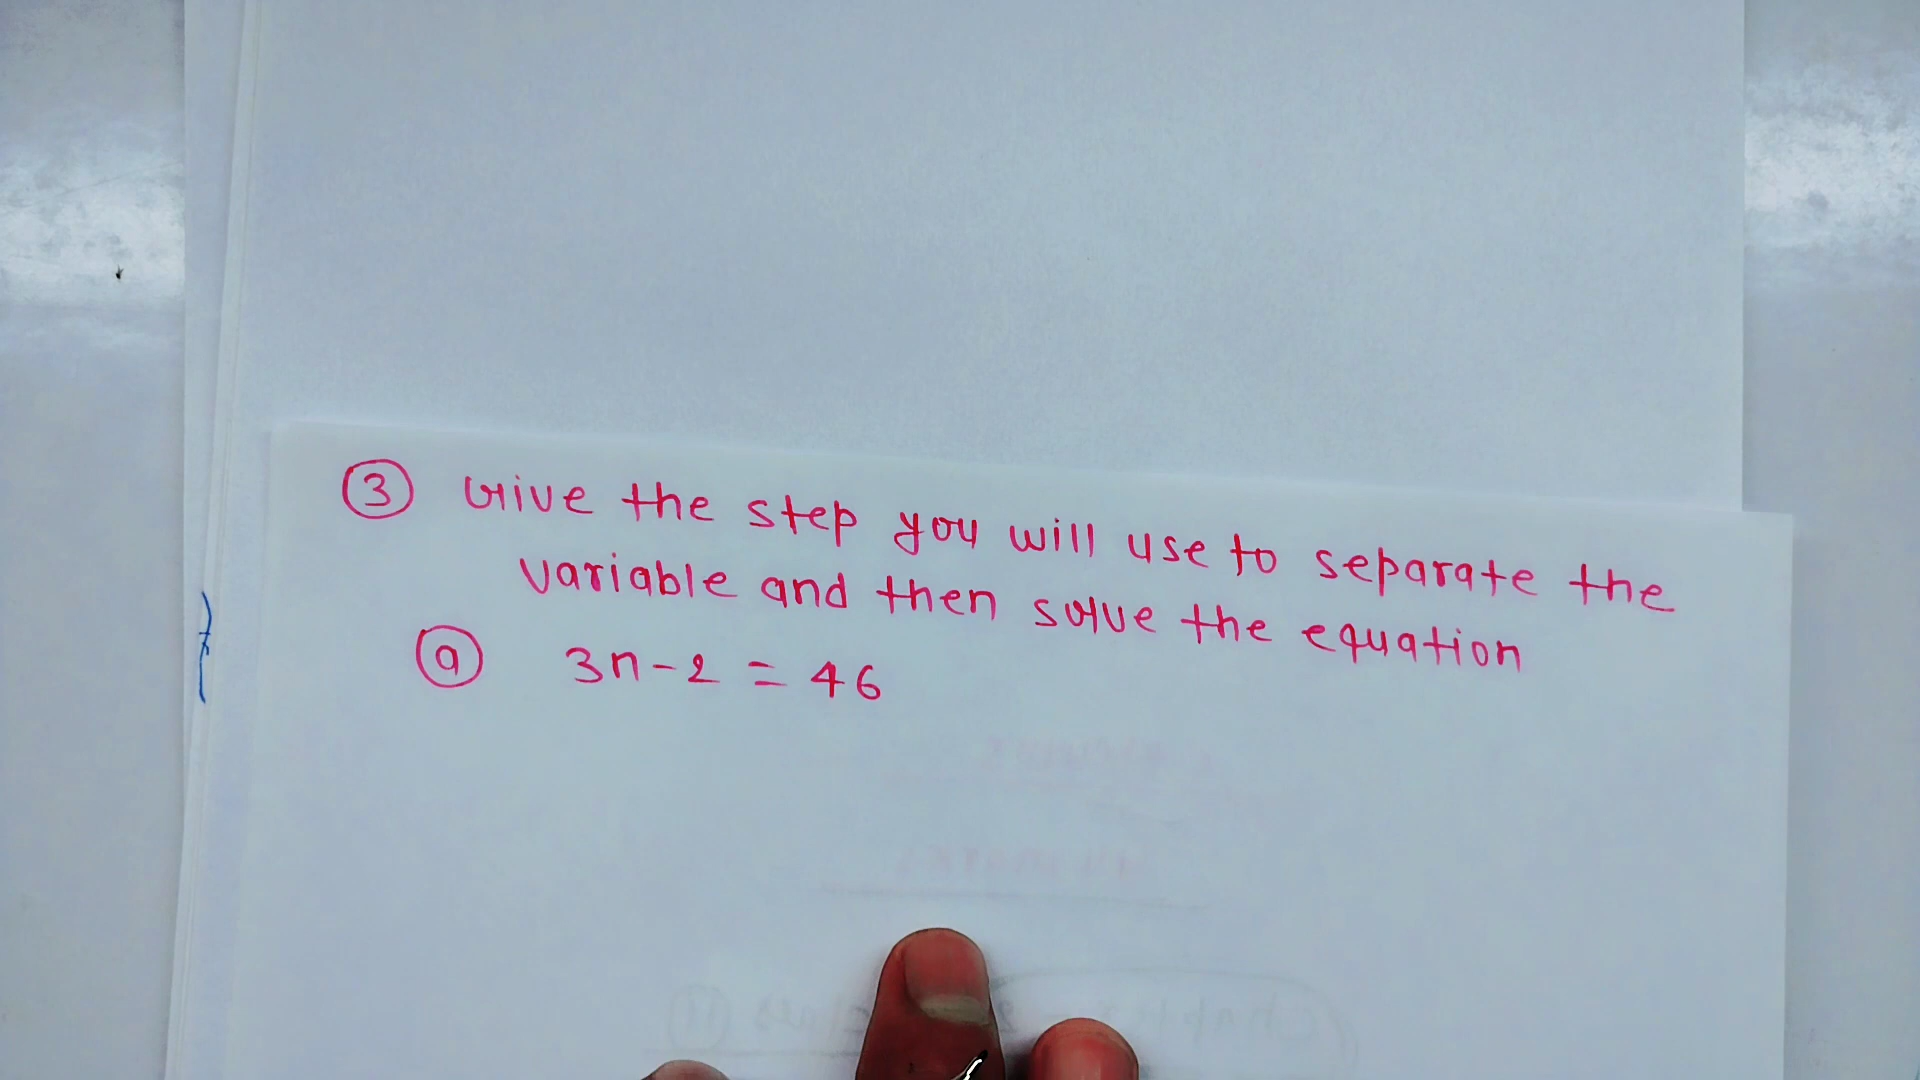 ③ Give the step you will use to separate the
variable and then solve the equation
ⓐ 3n-2 = 46